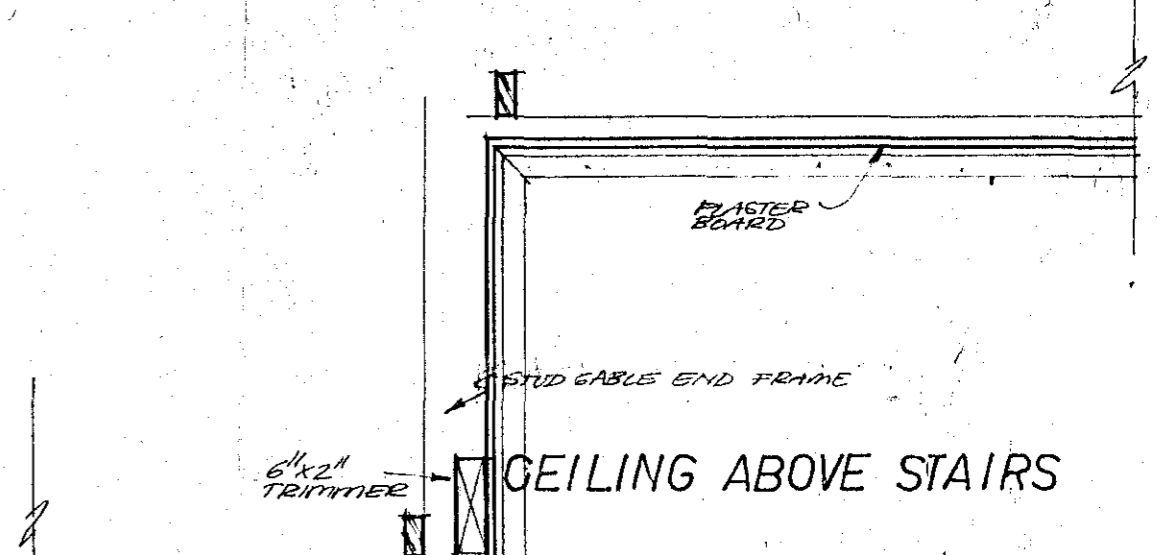 PLASTER
BOARD
STUD GABLE END FRAME
6"X2"
TRIMMER
CEILING ABOVE STAIRS